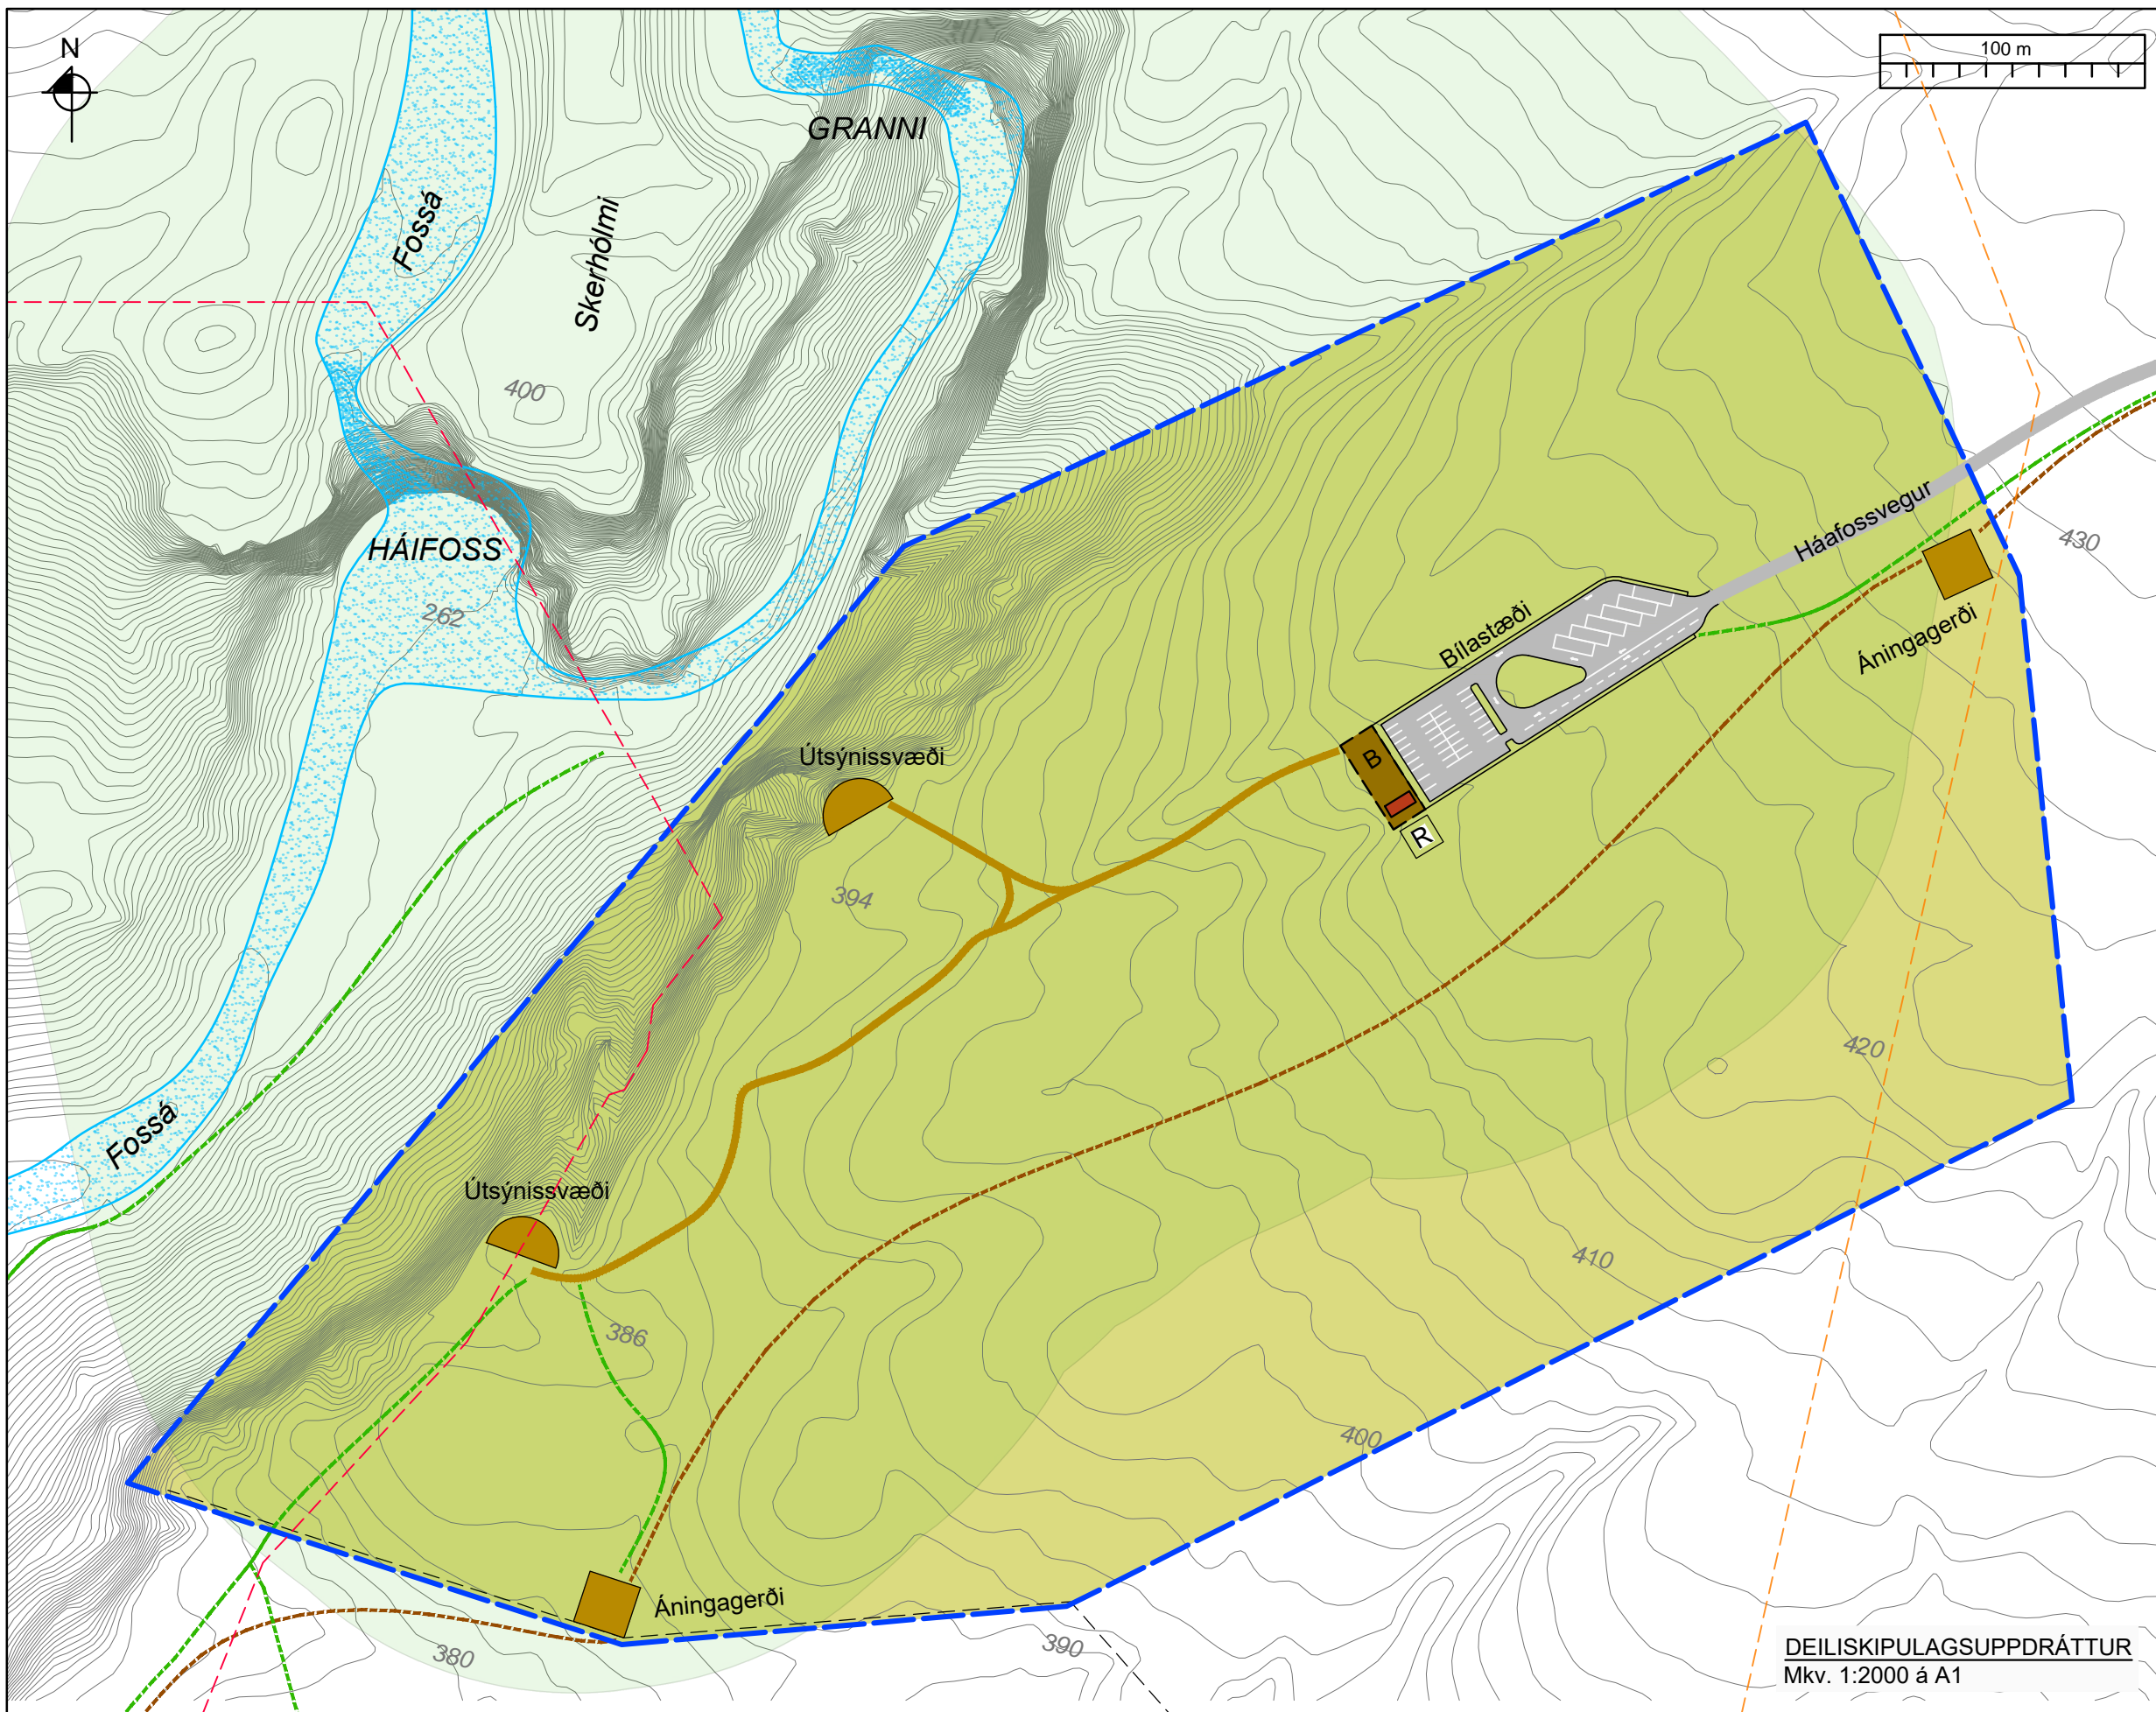 N
100 m
GRANNI
Fossá
Skerhólmi
400
HÁIFOSS
262
Háafossvegur
430
Bílastæði
Áningagerði
Útsýnissvæði
B
R
394
420
Fossá
Útsýnissvæði
410
386
400
Áningagerði
380
390
DEILISKIPULAGSUPPDRÁTTUR
Mkv. 1:2000 á A1